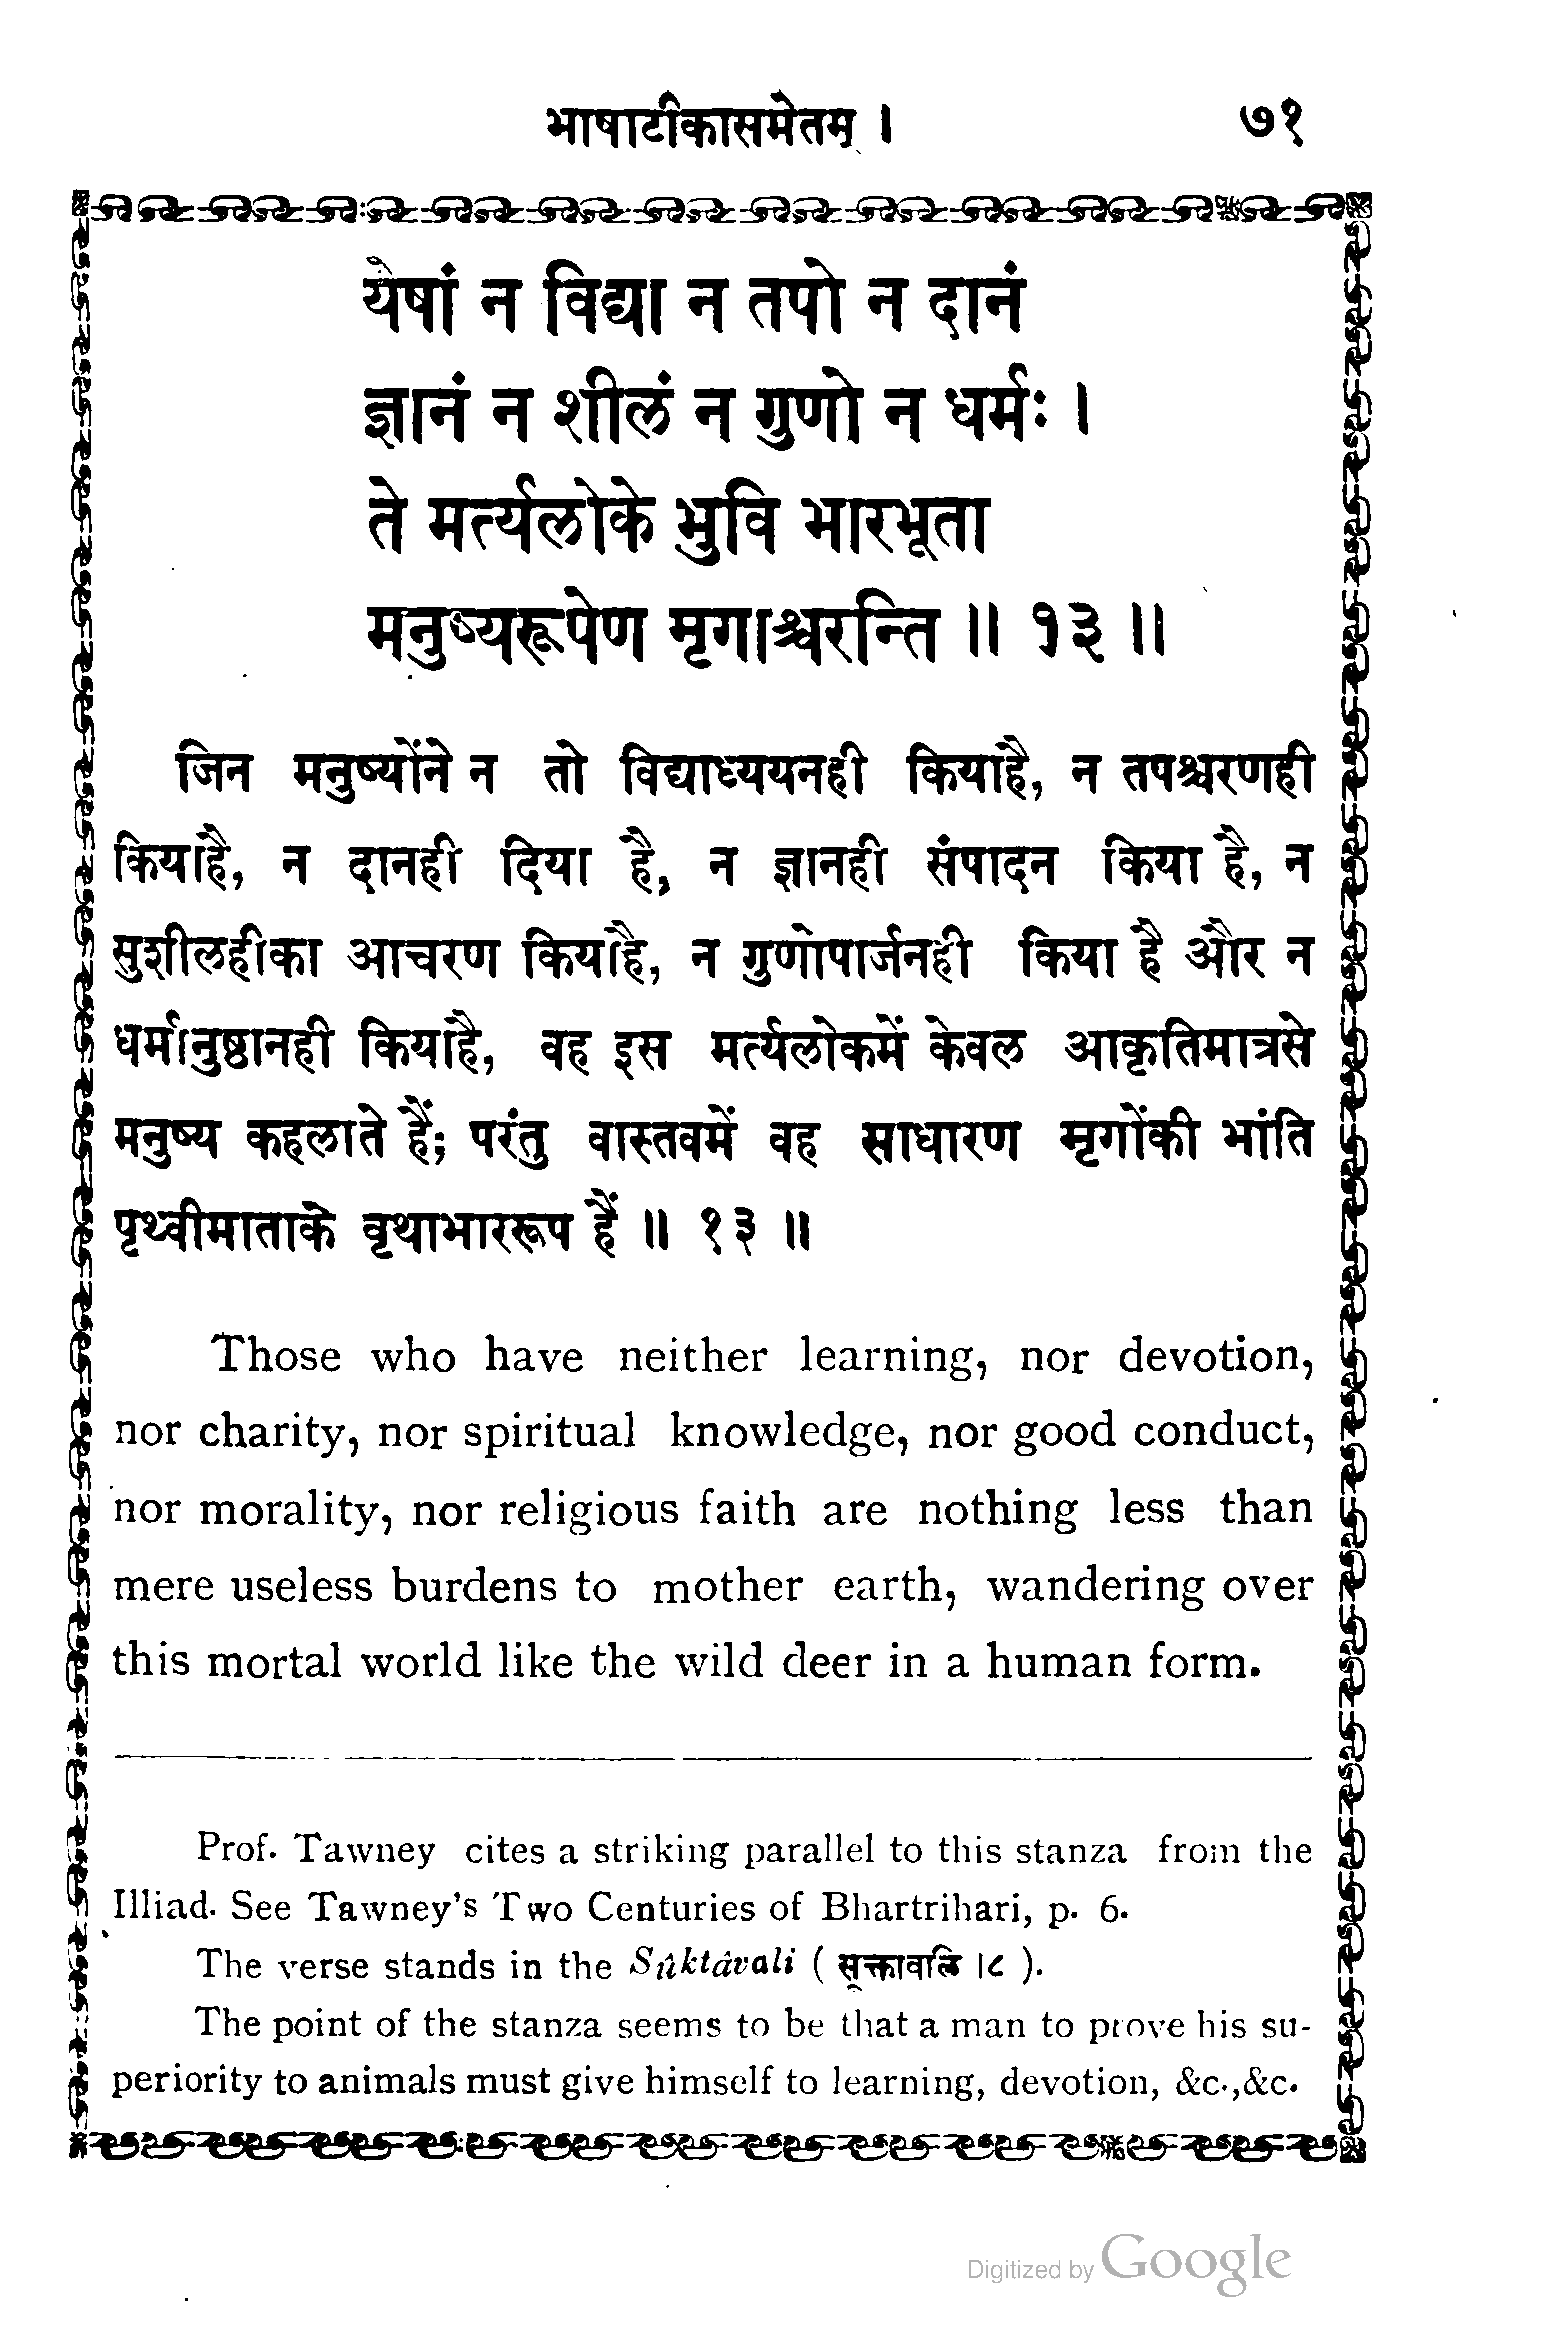 भाषाटीकासमेतम् । ७१
येषां न विद्या न तपो न दानं
ज्ञानं न शीलं न गुणो न धर्मः ।
ते मर्त्यलोके भुवि भारभूता
मनुष्यरूपेण मृगाश्चरन्ति ॥ १३ ॥
जिन मनुष्योंने न तो विद्याध्ययनही कियाहै, न तपश्चरणही
कियाहै, न दानही दिया है, न ज्ञानही संपादन किया है, न
सुशीलहीका आचरण कियाहै, न गुणोपार्जनही किया है और न
धर्मानुष्ठानही कियाहै, वह इस मर्त्यलोकमें केवल आकृतिमात्रसे
मनुष्य कहलाते हैं; परंतु वास्तवमें वह साधारण मृगोंकी भांति
पृथ्वीमाताके वृथाभाररूप हैं ॥ १३ ॥
Those who have neither learning, nor devotion,
nor charity, nor spiritual knowledge, nor good conduct,
nor morality, nor religious faith are nothing less than
mere useless burdens to mother earth, wandering over
this mortal world like the wild deer in a human form.
Prof. Tawney cites a striking parallel to this stanza from the
Illiad. See Tawney's Two Centuries of Bhartrihari, p. 6.
The verse stands in the Sûktâvali ( सूक्तावलि ।८ ).
The point of the stanza seems to be that a man to prove his su-
periority to animals must give himself to learning, devotion, &c.,&c.
Digitized by Google